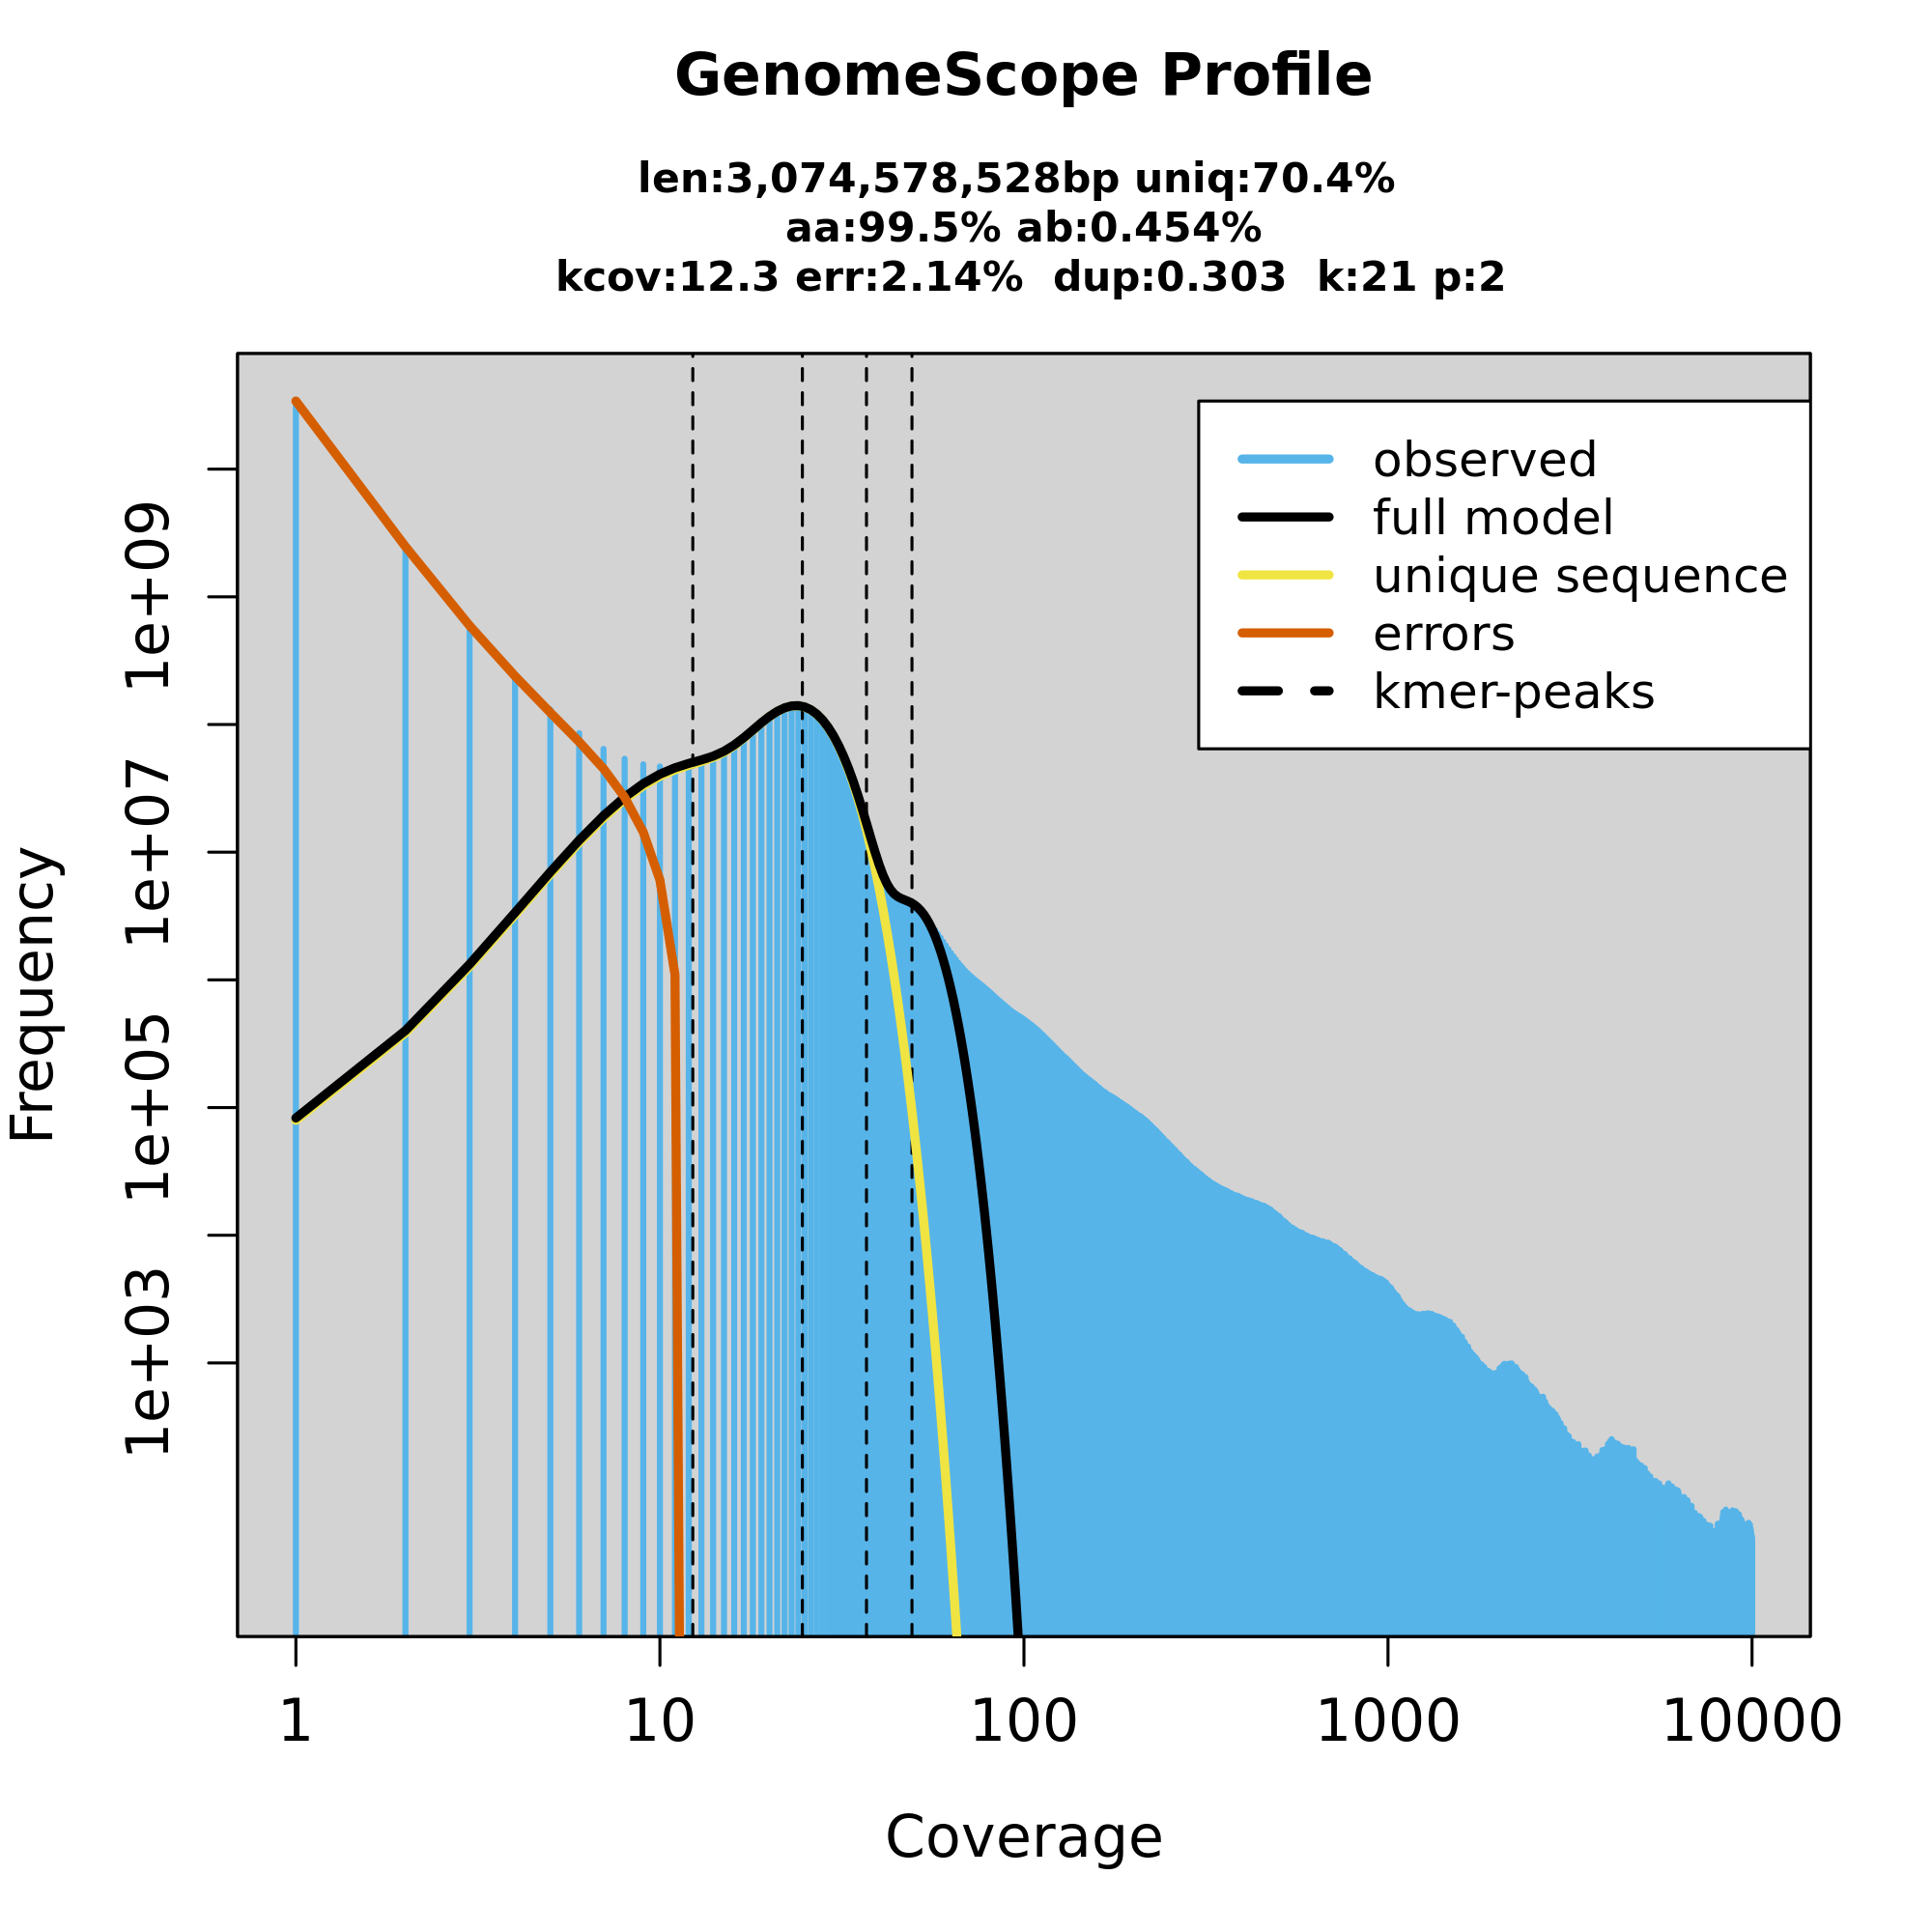 GenomeScope Profile
len:3,074,578,528bp uniq:70.4%
aa:99.5% ab:0.454%
kcov:12.3 err:2.14% dup:0.303 k:21 p:2
observed
full model
unique sequence
errors
kmer-peaks
Frequency
1e+09
1e+07
1e+05
1e+03
1 10 100 1000 10000
Coverage